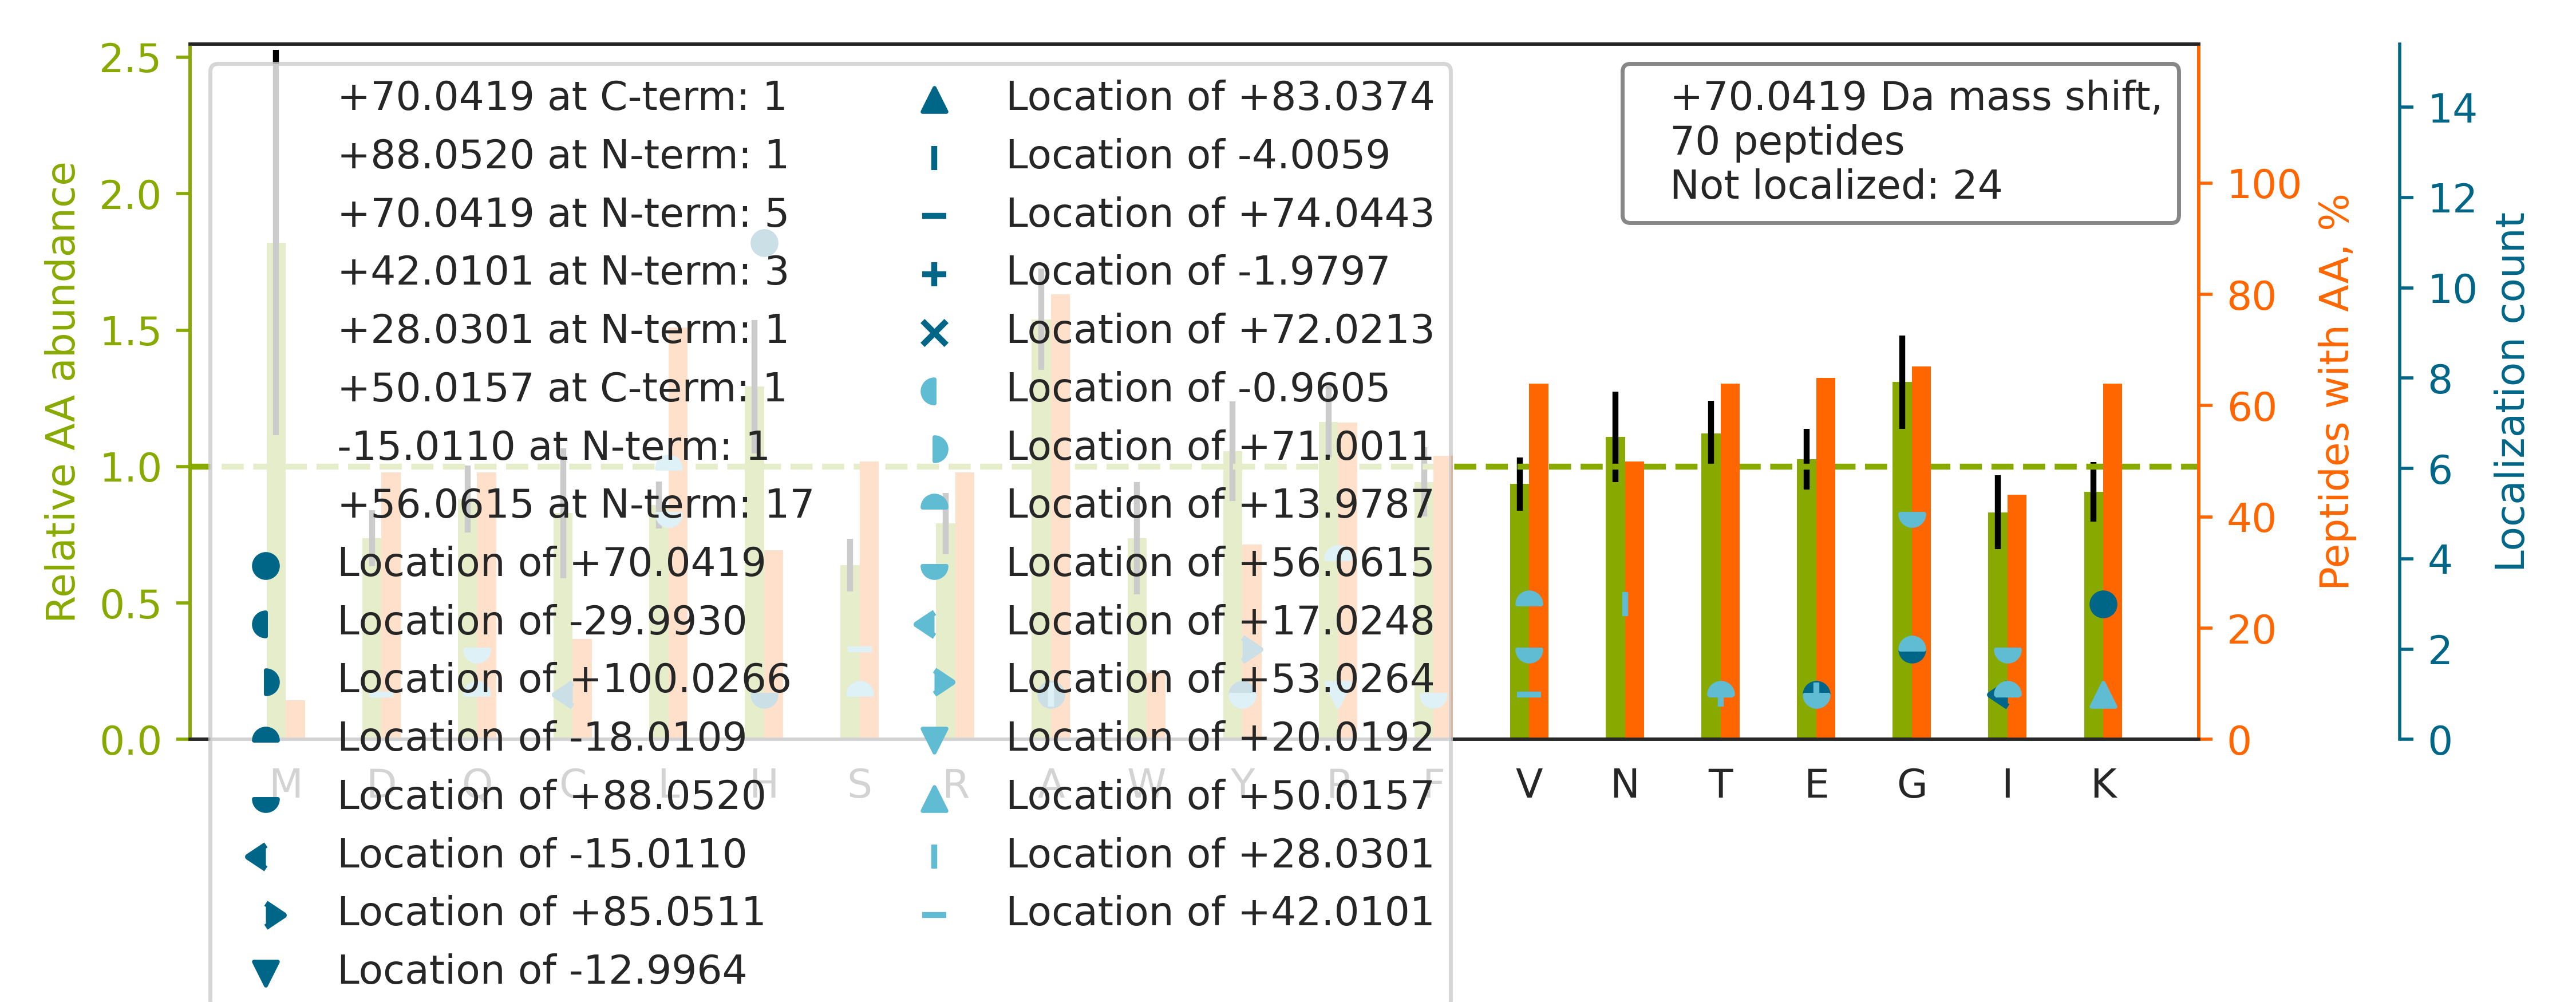 Relative AA abundance
2.5
2.0
1.5
1.0
0.5
0.0
+70.0419 at C-term: 1
+88.0520 at N-term: 1
+70.0419 at N-term: 5
+42.0101 at N-term: 3
+28.0301 at N-term: 1
+50.0157 at C-term: 1
-15.0110 at N-term: 1
+56.0615 at N-term: 17
Location of +70.0419
Location of -29.9930
Location of +100.0266
Location of -18.0109
Location of +88.0520
Location of -15.0110
Location of +85.0511
Location of -12.9964
Location of +83.0374
Location of -4.0059
Location of +74.0443
Location of -1.9797
Location of +72.0213
Location of -0.9605
Location of +71.0011
Location of +13.9787
Location of +56.0615
Location of +17.0248
Location of +53.0264
Location of +20.0192
Location of +50.0157
Location of +28.0301
Location of +42.0101
+70.0419 Da mass shift,
70 peptides
Not localized: 24
M D Q C L H S R A W Y P F V N T E G I K
100
80
60
40
20
0
Peptides with AA, %
14
12
10
8
6
4
2
0
Localization count